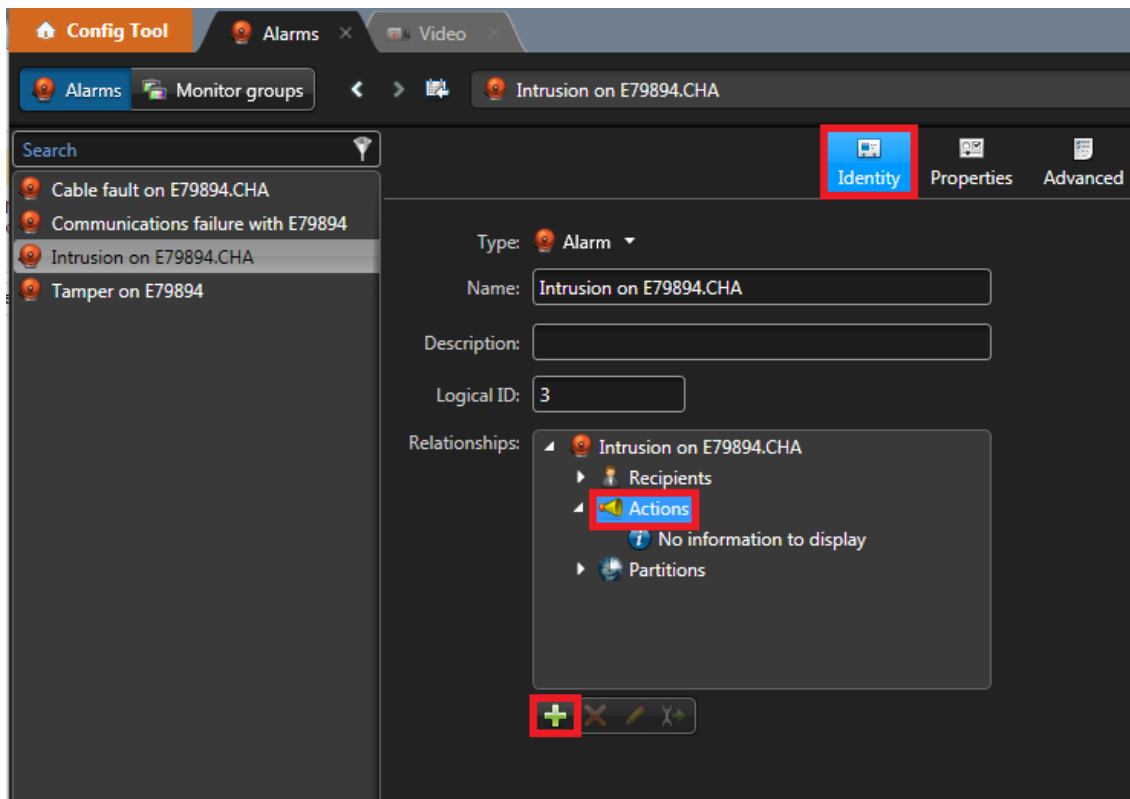 Config Tool
Alarms
Video
Alarms
Monitor groups
Intrusion on E79894.CHA
Search
Identity
Properties
Advanced
Cable fault on E79894.CHA
Communications failure with E79894
Intrusion on E79894.CHA
Tamper on E79894
Type: Alarm
Name: Intrusion on E79894.CHA
Description:
Logical ID: 3
Relationships: Intrusion on E79894.CHA
Recipients
Actions
No information to display
Partitions